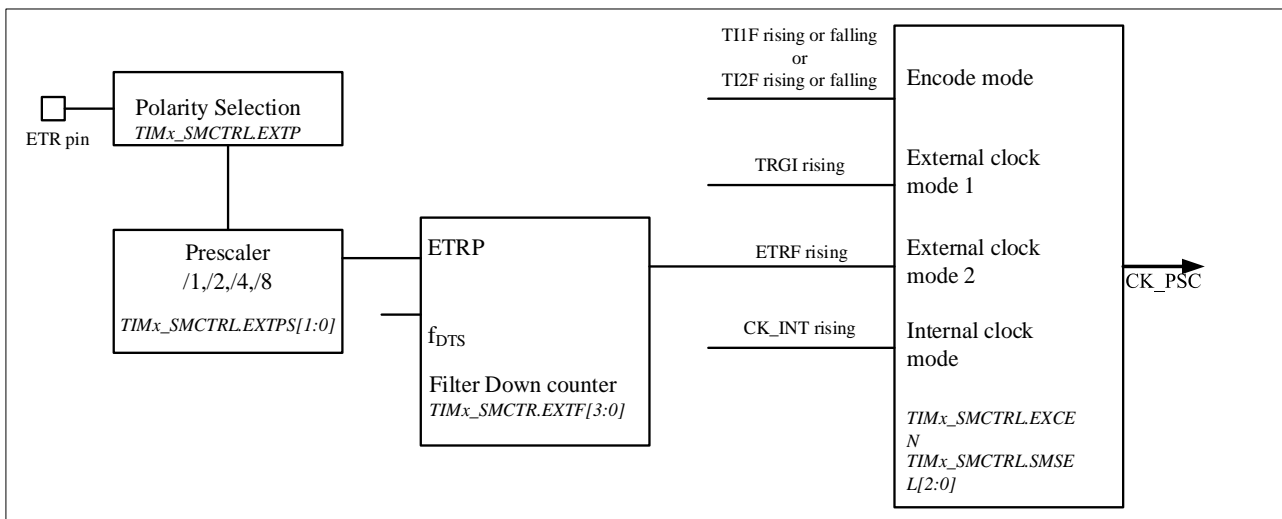 TI1F rising or falling
or
TI2F rising or falling
Encode mode
Polarity Selection
TIMx_SMCTRL.EXTP
ETR pin
TRGI rising
External clock
mode 1
Prescaler
/1,/2,/4,/8
TIMx_SMCTRL.EXTPS[1:0]
ETRP
fDTS
Filter Down counter
TIMx_SMCTR.EXTF[3:0]
ETRF rising
External clock
mode 2
CK_PSC
CK_INT rising
Internal clock
mode
TIMx_SMCTRL.EXCE
N
TIMx_SMCTRL.SMSE
L[2:0]